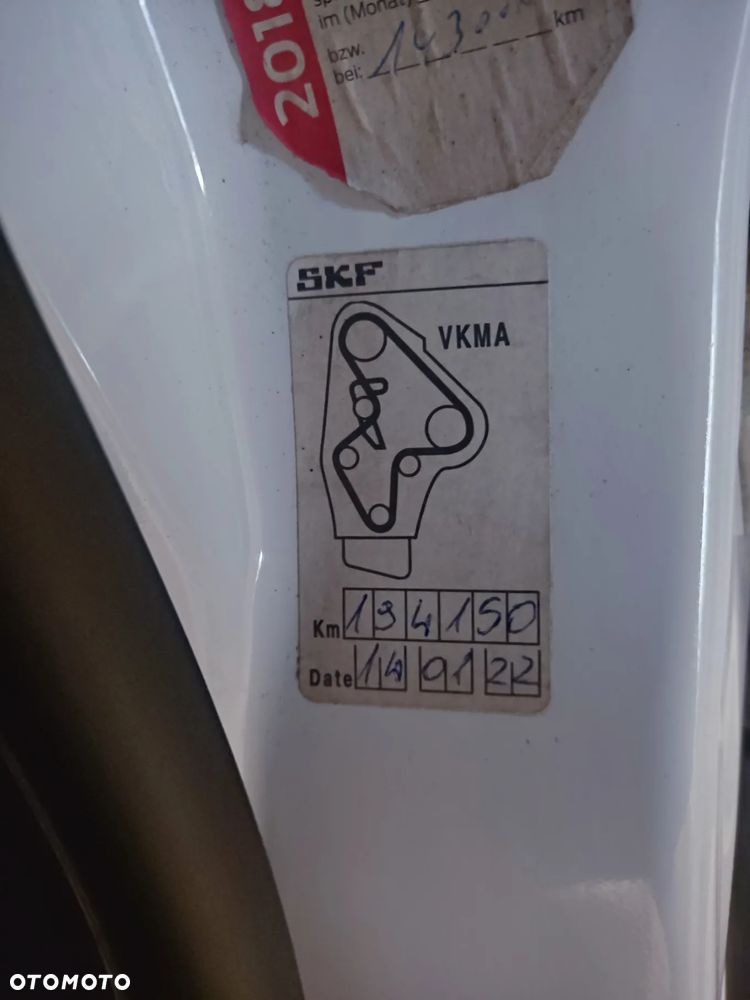 2018
im (Monat)
bzw.
bei: 143000 km
SKF
VKMA
Km 194150
Date 14 01 22
OTOMOTO